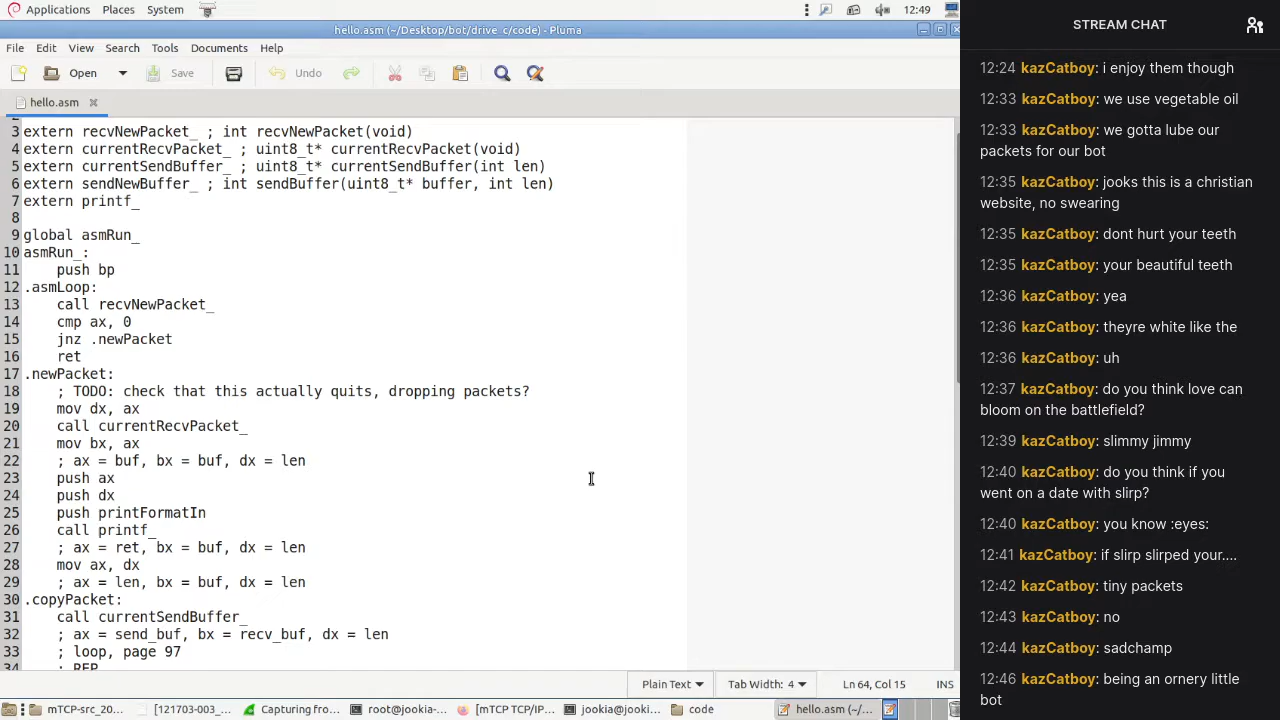 Applications Places System 12:49
hello.asm (~/Desktop/bot/drive_c/code) - Pluma
File Edit View Search Tools Documents Help
Open Save Undo
hello.asm
3 extern recvNewPacket_ ; int recvNewPacket(void)
4 extern currentRecvPacket_ ; uint8_t* currentRecvPacket(void)
5 extern currentSendBuffer_ ; uint8_t* currentSendBuffer(int len)
6 extern sendNewBuffer_ ; int sendBuffer(uint8_t* buffer, int len)
7 extern printf_
8
9 global asmRun_
10 asmRun_:
11 push bp
12 .asmLoop:
13 call recvNewPacket_
14 cmp ax, 0
15 jnz .newPacket
16 ret
17 .newPacket:
18 ; TODO: check that this actually quits, dropping packets?
19 mov dx, ax
20 call currentRecvPacket_
21 mov bx, ax
22 ; ax = buf, bx = buf, dx = len
23 push ax
24 push dx
25 push printFormatIn
26 call printf_
27 ; ax = ret, bx = buf, dx = len
28 mov ax, dx
29 ; ax = len, bx = buf, dx = len
30 .copyPacket:
31 call currentSendBuffer_
32 ; ax = send_buf, bx = recv_buf, dx = len
33 ; loop, page 97
34 ; REP
Plain Text Tab Width: 4 Ln 64, Col 15 INS
mTCP-src_20... [121703-003_... Capturing fro... root@jookia-... [mTCP TCP/IP... jookia@jooki... code hello.asm (~/...
STREAM CHAT
12:24 kazCatboy: i enjoy them though
12:33 kazCatboy: we use vegetable oil
12:33 kazCatboy: we gotta lube our
packets for our bot
12:35 kazCatboy: jooks this is a christian
website, no swearing
12:35 kazCatboy: dont hurt your teeth
12:35 kazCatboy: your beautiful teeth
12:36 kazCatboy: yea
12:36 kazCatboy: theyre white like the
12:36 kazCatboy: uh
12:37 kazCatboy: do you think love can
bloom on the battlefield?
12:39 kazCatboy: slimmy jimmy
12:40 kazCatboy: do you think if you
went on a date with slirp?
12:40 kazCatboy: you know :eyes:
12:41 kazCatboy: if slirp slirped your....
12:42 kazCatboy: tiny packets
12:43 kazCatboy: no
12:44 kazCatboy: sadchamp
12:46 kazCatboy: being an ornery little
bot